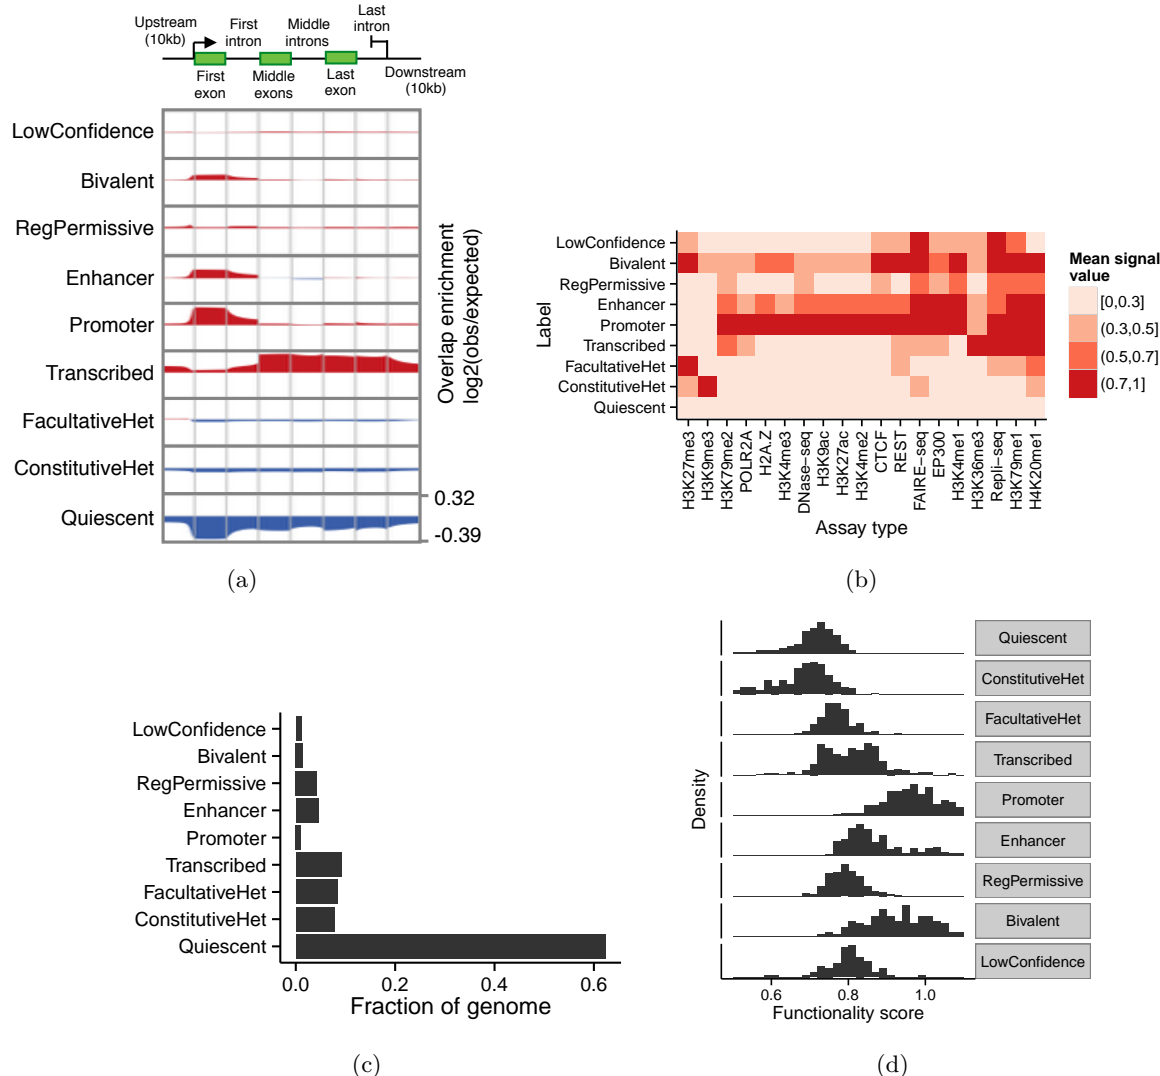 Upstream
(10kb)
First
intron
Middle
introns
Last
intron
First
exon
Middle
exons
Last
exon
Downstream
(10kb)
LowConfidence
Bivalent
RegPermissive
Enhancer
Promoter
Transcribed
FacultativeHet
ConstitutiveHet
Quiescent
0.32
-0.39
Overlap enrichment
log2(obs/expected)
(a)
LowConfidence
Bivalent
RegPermissive
Enhancer
Promoter
Transcribed
FacultativeHet
ConstitutiveHet
Quiescent
Label
H3K27me3
H3K9me3
H3K79me2
POLR2A
H2A.Z
H3K4me3
DNase-seq
H3K9ac
H3K27ac
H3K4me2
CTCF
REST
FAIRE-seq
EP300
H3K4me1
H3K36me3
Repli-seq
H3K79me1
H4K20me1
Assay type
Mean signal
value
[0,0.3]
(0.3,0.5]
(0.5,0.7]
(0.7,1]
(b)
LowConfidence
Bivalent
RegPermissive
Enhancer
Promoter
Transcribed
FacultativeHet
ConstitutiveHet
Quiescent
0.0 0.2 0.4 0.6
Fraction of genome
(c)
Density
Quiescent
ConstitutiveHet
FacultativeHet
Transcribed
Promoter
Enhancer
RegPermissive
Bivalent
LowConfidence
0.6 0.8 1.0
Functionality score
(d)